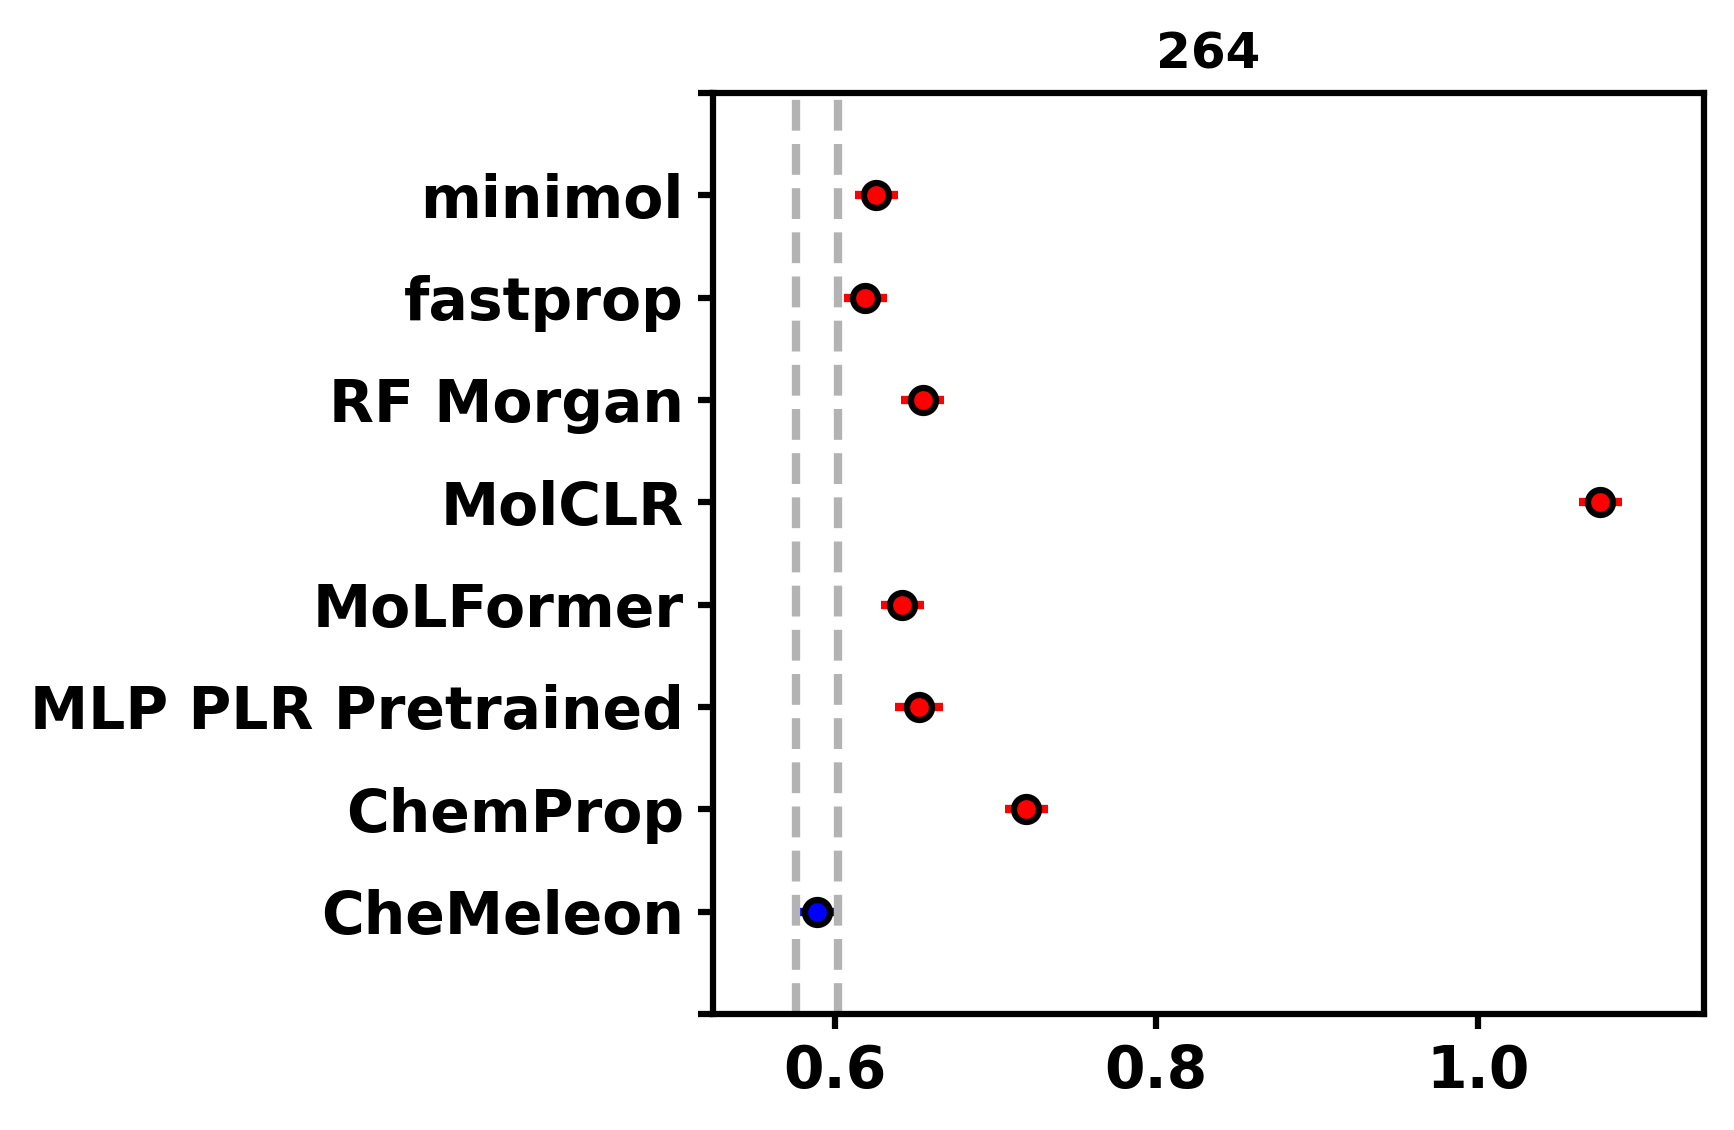 264
minimol
fastprop
RF Morgan
MolCLR
MoLFormer
MLP PLR Pretrained
ChemProp
CheMeleon
0.6 0.8 1.0